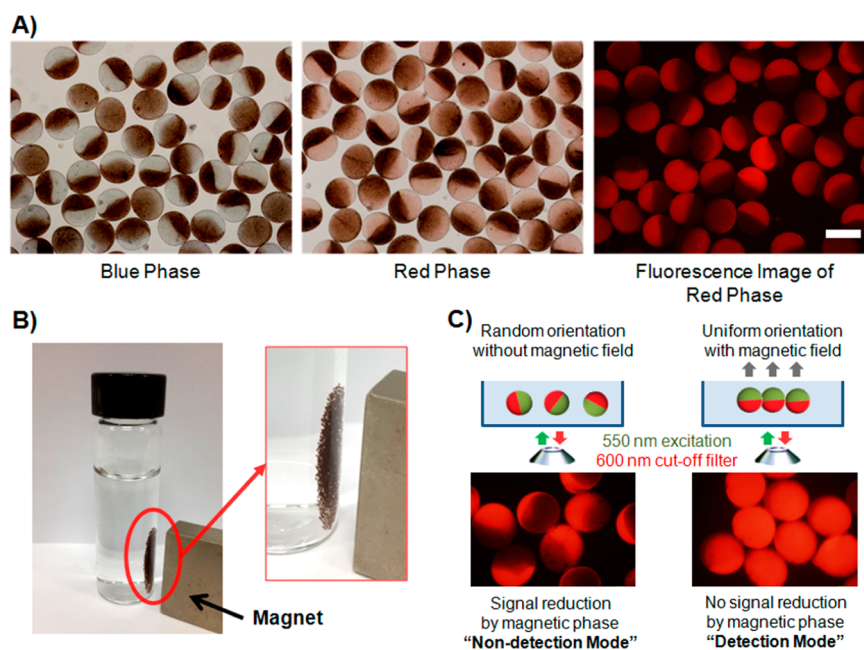 A)
Blue Phase
Red Phase
Fluorescence Image of
Red Phase
B)
Magnet
C)
Random orientation
without magnetic field
Uniform orientation
with magnetic field
550 nm excitation
600 nm cut-off filter
Signal reduction
by magnetic phase
“Non-detection Mode”
No signal reduction
by magnetic phase
“Detection Mode”